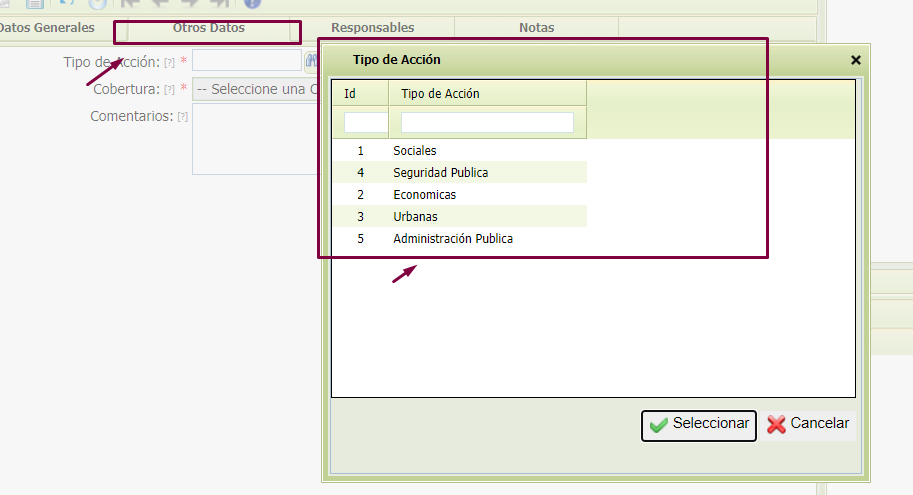 Datos Generales Otros Datos Responsables Notas
Tipo de Acción: [?] *
Cobertura: [?] * -- Seleccione una C
Comentarios: [?]
Tipo de Acción
Id Tipo de Acción
1 Sociales
4 Seguridad Publica
2 Economicas
3 Urbanas
5 Administración Publica
Seleccionar Cancelar